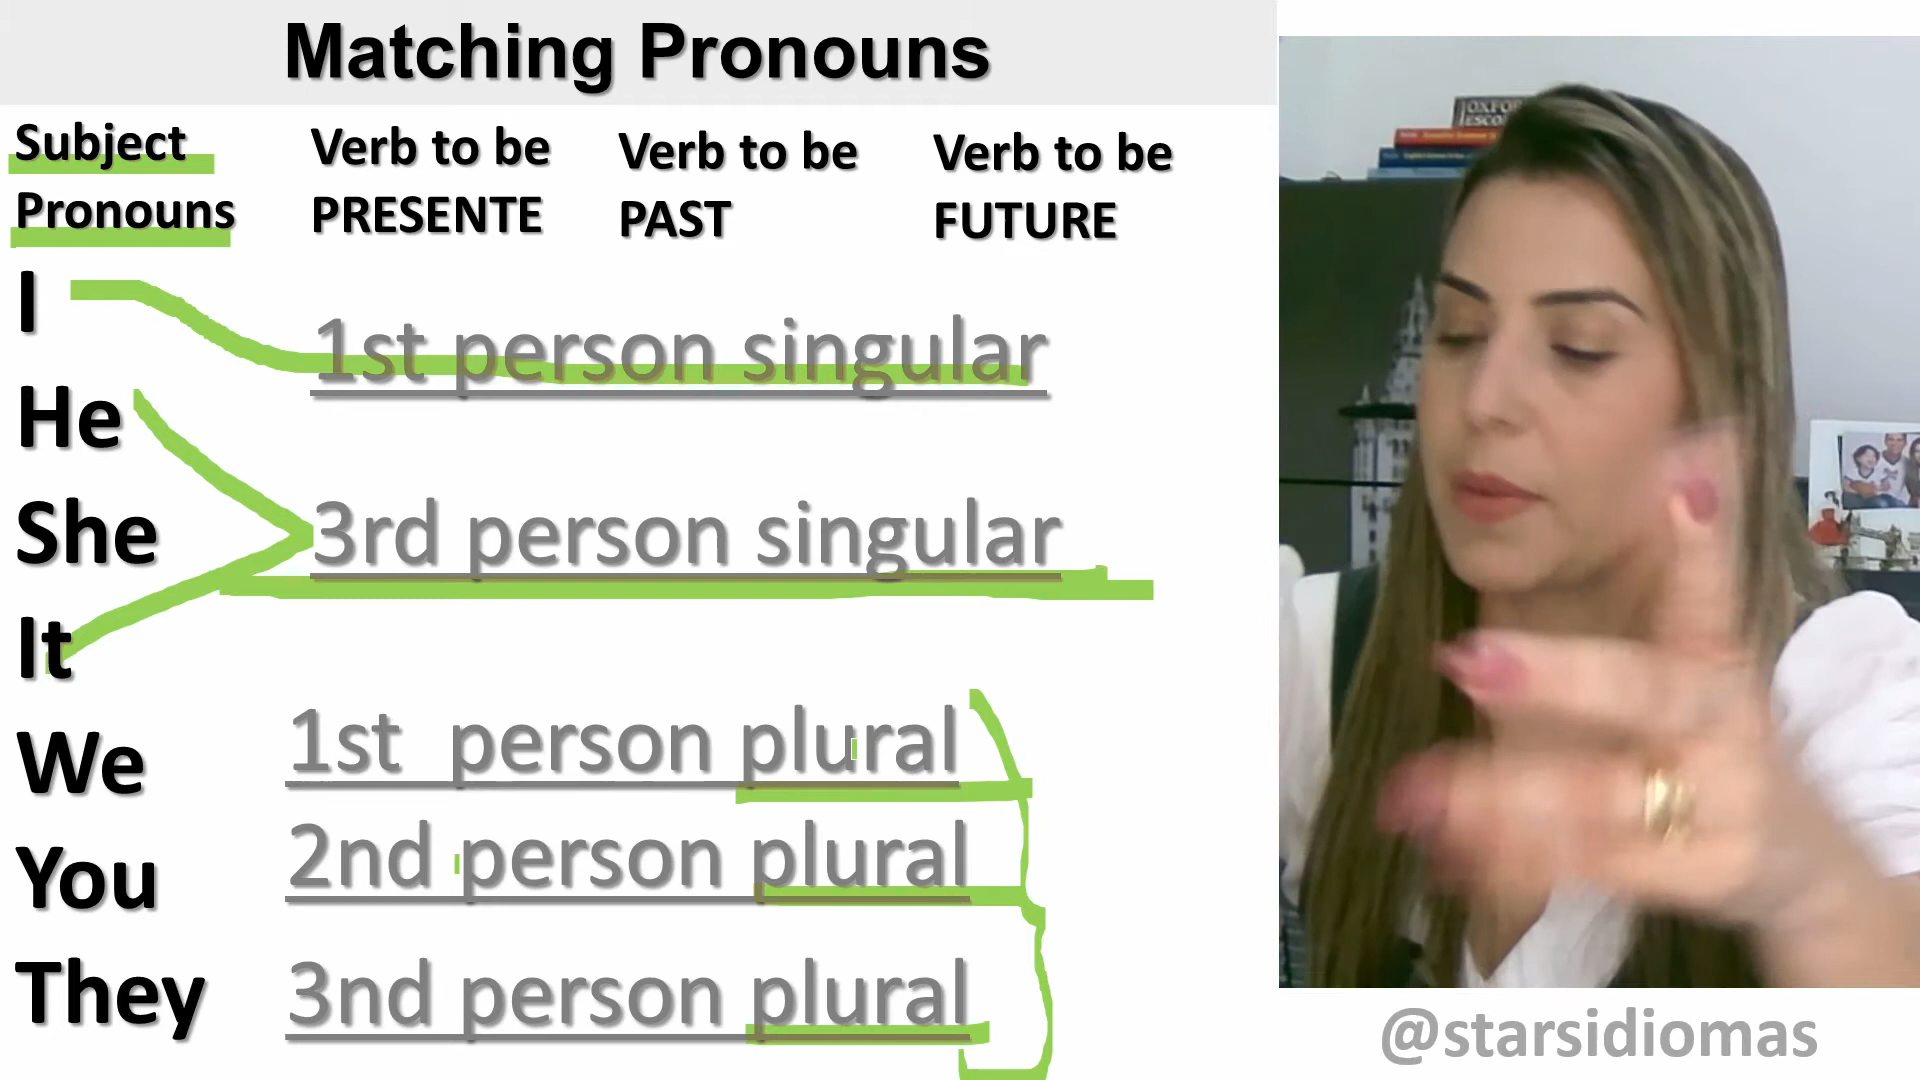 Matching Pronouns
Subject
Pronouns
Verb to be
PRESENTE
Verb to be
PAST
Verb to be
FUTURE
I
1st person singular
He
She
3rd person singular
It
We
1st person plural
You
2nd person plural
They
3nd person plural
@starsidiomas